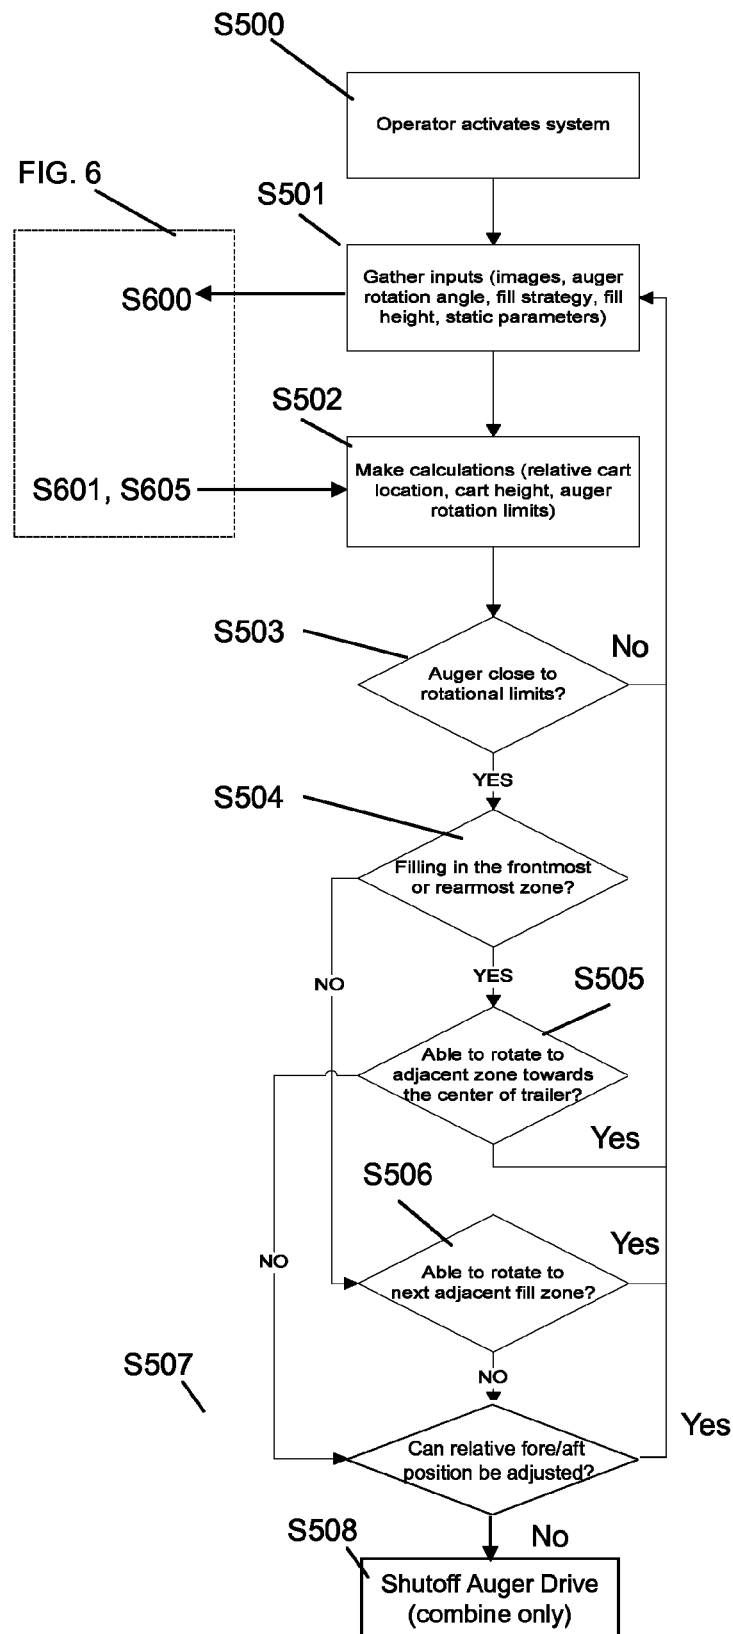 S500
Operator activates system
FIG. 6
S501
Gather inputs (images, auger
rotation angle, fill strategy, fill
height, static parameters)
S600
S502
Make calculations (relative cart
location, cart height, auger
rotation limits)
S601, S605
S503
No
Auger close to
rotational limits?
YES
S504
Filling in the frontmost
or rearmost zone?
YES
NO
S505
Able to rotate to
adjacent zone towards
the center of trailer?
Yes
S506
Yes
NO
Able to rotate to
next adjacent fill zone?
S507
NO
Yes
Can relative fore/aft
position be adjusted?
S508
No
Shutoff Auger Drive
(combine only)